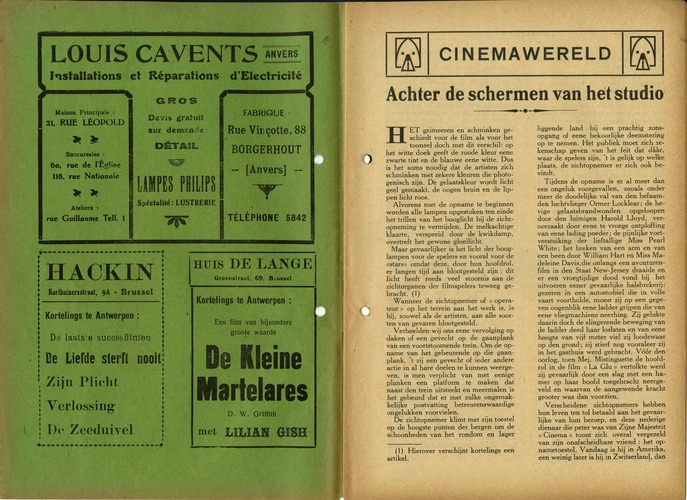 LOUIS CAVENTS ANVERS
Installations et Réparations d'Electricité
Maison Principale :
21, RUE LÉOPOLD
Succursales :
60, rue de l'Église
118, rue Nationale
Ateliers :
rue Guillaume Tell, 1
GROS
Devis gratuit
sur demande
DÉTAIL
LAMPES PHILIPS
Spécialité: LUSTRERIE
FABRIQUE :
Rue Vinçotte, 88
BORGERHOUT
— [Anvers] —
TÉLÉPHONE 5842
HACKIN
Karthuizersstraat, 9A - Brussel
Kortelings te Antwerpen :
De laatste succesfilmen
De Liefde sterft nooit
Zijn Plicht
Verlossing
De Zeeduivel
HUIS DE LANGE
Gravenstraat, 69, Brussel
Kortelings te Antwerpen :
Een film van bijzondere
groote waarde
De Kleine
Martelares
D. W. Griffith
met LILIAN GISH
CINEMAWERELD
Achter de schermen van het studio
HET grimeeren en schminken ge-
schiedt voor de film als voor het
tooneel doch met dit verschil: op
het witte doek geeft de roode kleur eene
zwarte tint en de blauwe eene witte. Dus
is het soms noodig dat de artisten zich
schminken met zekere kleuren die photo-
genisch zijn. De gelaatskleur wordt licht
geel gemaakt, de oogen bruin en de lip-
pen licht roos.
Alvorens met de opname te beginnen
worden alle lampen opgestoken ten einde
het trillen van het booglicht bij de zicht-
opneming te vermijden. De melkachtige
klaarte, verspreid door de kwikdamp,
overtreft het gewone gloeilicht.
Maar gevaarlijker is het licht der boog-
lampen voor de spelers en vooral voor de
«stars» omdat deze, door hun hoofdrol,
er langen tijd aan blootgesteld zijn : dit
licht heeft reeds veel stoornis aan de
zichtorganen der filmspelers teweeg ge-
bracht. (1)
Wanneer de zichtopnemer of « opera-
teur » op het terrein aan het werk is, is
hij, zoowel als de artisten, aan alle soor-
ten van gevaren blootgesteld.
Verbeelden wij ons eene vervolging op
daken of een gevecht op de gaanplank
van een voortstoomende trein. Om de op-
name van het gebeurende op die gaan-
plank, 't zij een gevecht of ieder andere
actie in al hare deelen te kunnen weerge-
ven, is men verplicht van met eenige
planken een platform te maken dat
naast den trein uitsteekt en meermalen is
het gebeurd dat er met zulke ongemak-
kelijke postvatting betreurenswaardige
ongelukken voorvielen.
De zichtopnemer klimt met zijn toestel
op de hoogste punten der bergen om de
schoonheden van het rondom en lager
(1) Hierover verschijnt kortelings een
artikel.
liggende land bij een prachtig zons-
opgang of eene bekoorlijke deemstering
op te nemen. Het publiek moet zich re-
kenschap geven van het feit dat dààr,
waar de spelers zijn, 't is gelijk op welke
plaats, de zichtopnemer er zich ook be-
vindt.
Tijdens de opname is er al meer dan
een ongeluk voorgevallen, zooals onder
meer de doodelijke val van den befaam-
den luchtvlieger Ormer Locklear; de he-
vige gelaatsbrandwonden opgeloopen
door den luimigen Harold Lloyd, ver-
oorzaakt door eene te vroege ontploffing
van eene lading poeder; de pijnlijke voet-
verstuiking der lieftallige Miss Pearl
White; het breken van een arm en van
een been door William Hart en Miss Ma-
deleine Davis,die onlangs een avonturen-
film in den Staat New-Jersey draaide en
er een vroegtijdige dood vond bij het
uitvoeren eener gevaarlijke halsbrekerij:
gezeten in een automobiel die in volle
vaart voortholde, moest zij op een gege-
ven oogenblik eene ladder grijpen die van
eene vliegmachiene neerhing. Zij gelukte
daarin doch de slingerende beweging van
de ladder deed haar loslaten en van eene
hoogte van vijf meter viel zij loodzwaar
op den grond; zij stierf nog vooraleer zij
in het gasthuis werd gebracht. Vóór den
oorlog, toen Mej. Mistinguette de hoofd-
rol in de film « La Glu » vertolkte werd
zij gevaarlijk door een slag met een ha-
mer op haar hoofd toegebracht neerge-
veld en waarvan de aangewende kracht
grooter was dan voorzien.
Verscheidene zichtopnemers hebben
hun leven ten tol betaald aan het gevaar-
lijke van hun beroep, en deze nederige
dienaar die peter was van Zijne Majesteit
« Cinema » toont zich overal vergezeld
van zijn onafscheidbare vriend : het op-
nametoestel. Vandaag is hij in Amerika,
een weinig later is hij in Zwitserland, dan